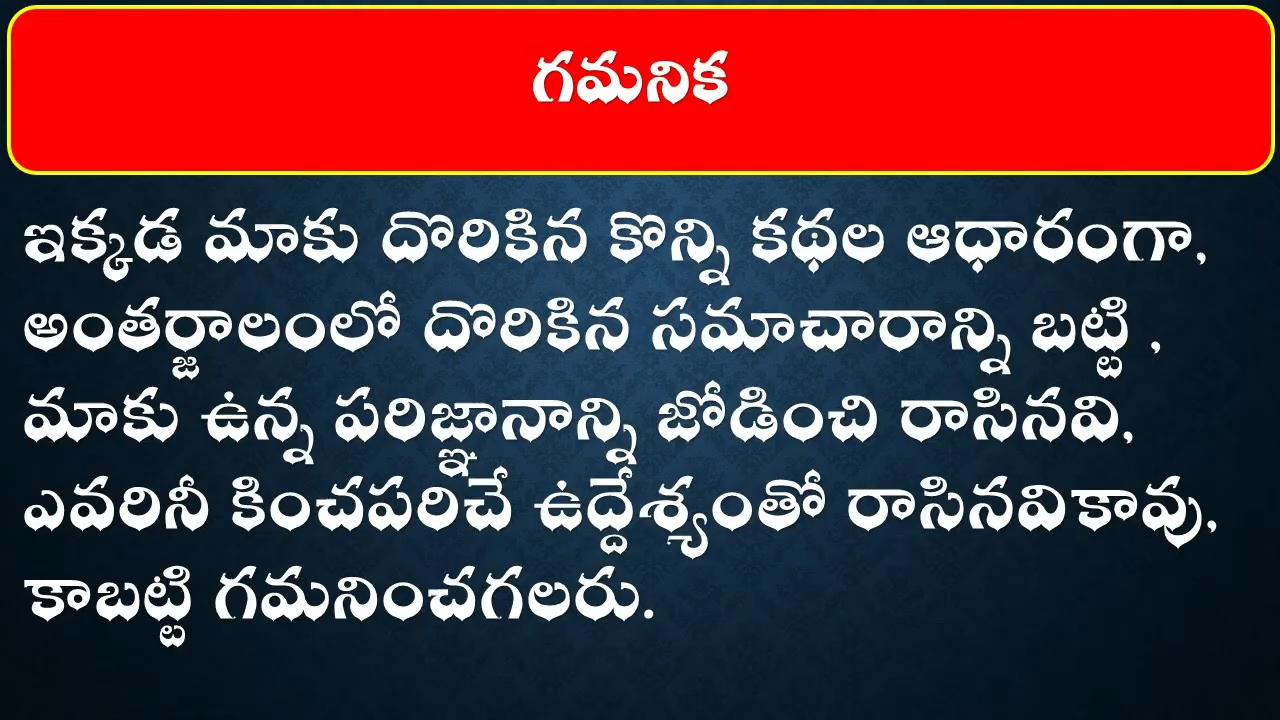 గమనిక
ఇక్కడ మాకు దొరికిన కొన్ని కథల ఆధారంగా,
అంతర్జాలంలో దొరికిన సమాచారాన్ని బట్టి ,
మాకు ఉన్న పరిజ్ఞానాన్ని జోడించి రాసినవి,
ఎవరినీ కించపరిచే ఉద్దేశ్యంతో రాసినవికావు,
కాబట్టి గమనించగలరు.